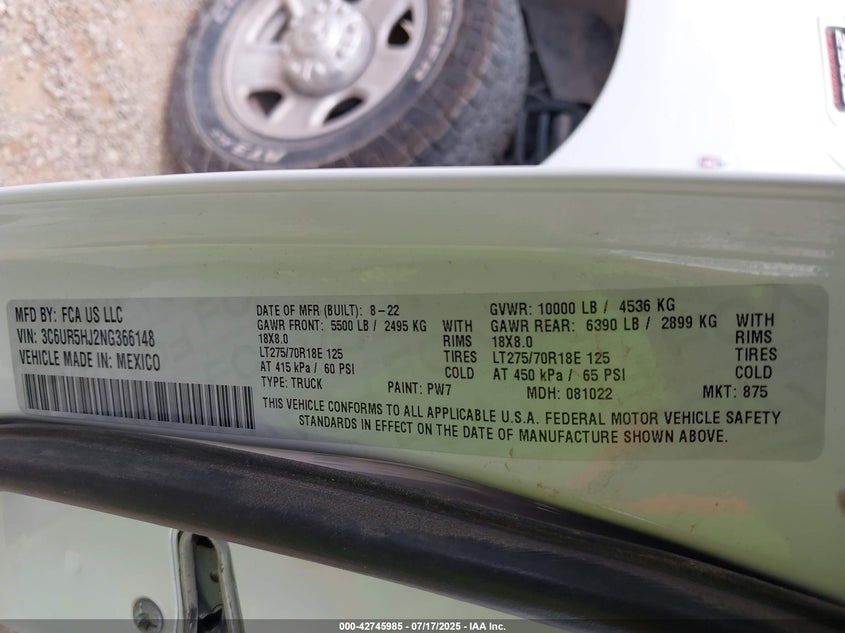 MFD BY: FCA US LLC
VIN: 3C6UR5HJ2NG366148
VEHICLE MADE IN: MEXICO
DATE OF MFR (BUILT): 8-22
GAWR FRONT: 5500 LB / 2495 KG WITH
18X8.0 RIMS
LT275/70R18E 125 TIRES
AT 415 kPa / 60 PSI COLD
TYPE: TRUCK PAINT: PW7
GVWR: 10000 LB / 4536 KG
GAWR REAR: 6390 LB / 2899 KG WITH
18X8.0 RIMS
LT275/70R18E 125 TIRES
AT 450 kPa / 65 PSI COLD
MDH: 081022 MKT: 875
THIS VEHICLE CONFORMS TO ALL APPLICABLE U.S.A. FEDERAL MOTOR VEHICLE SAFETY
STANDARDS IN EFFECT ON THE DATE OF MANUFACTURE SHOWN ABOVE.
000-42745985 - 07/17/2025 - IAA Inc.